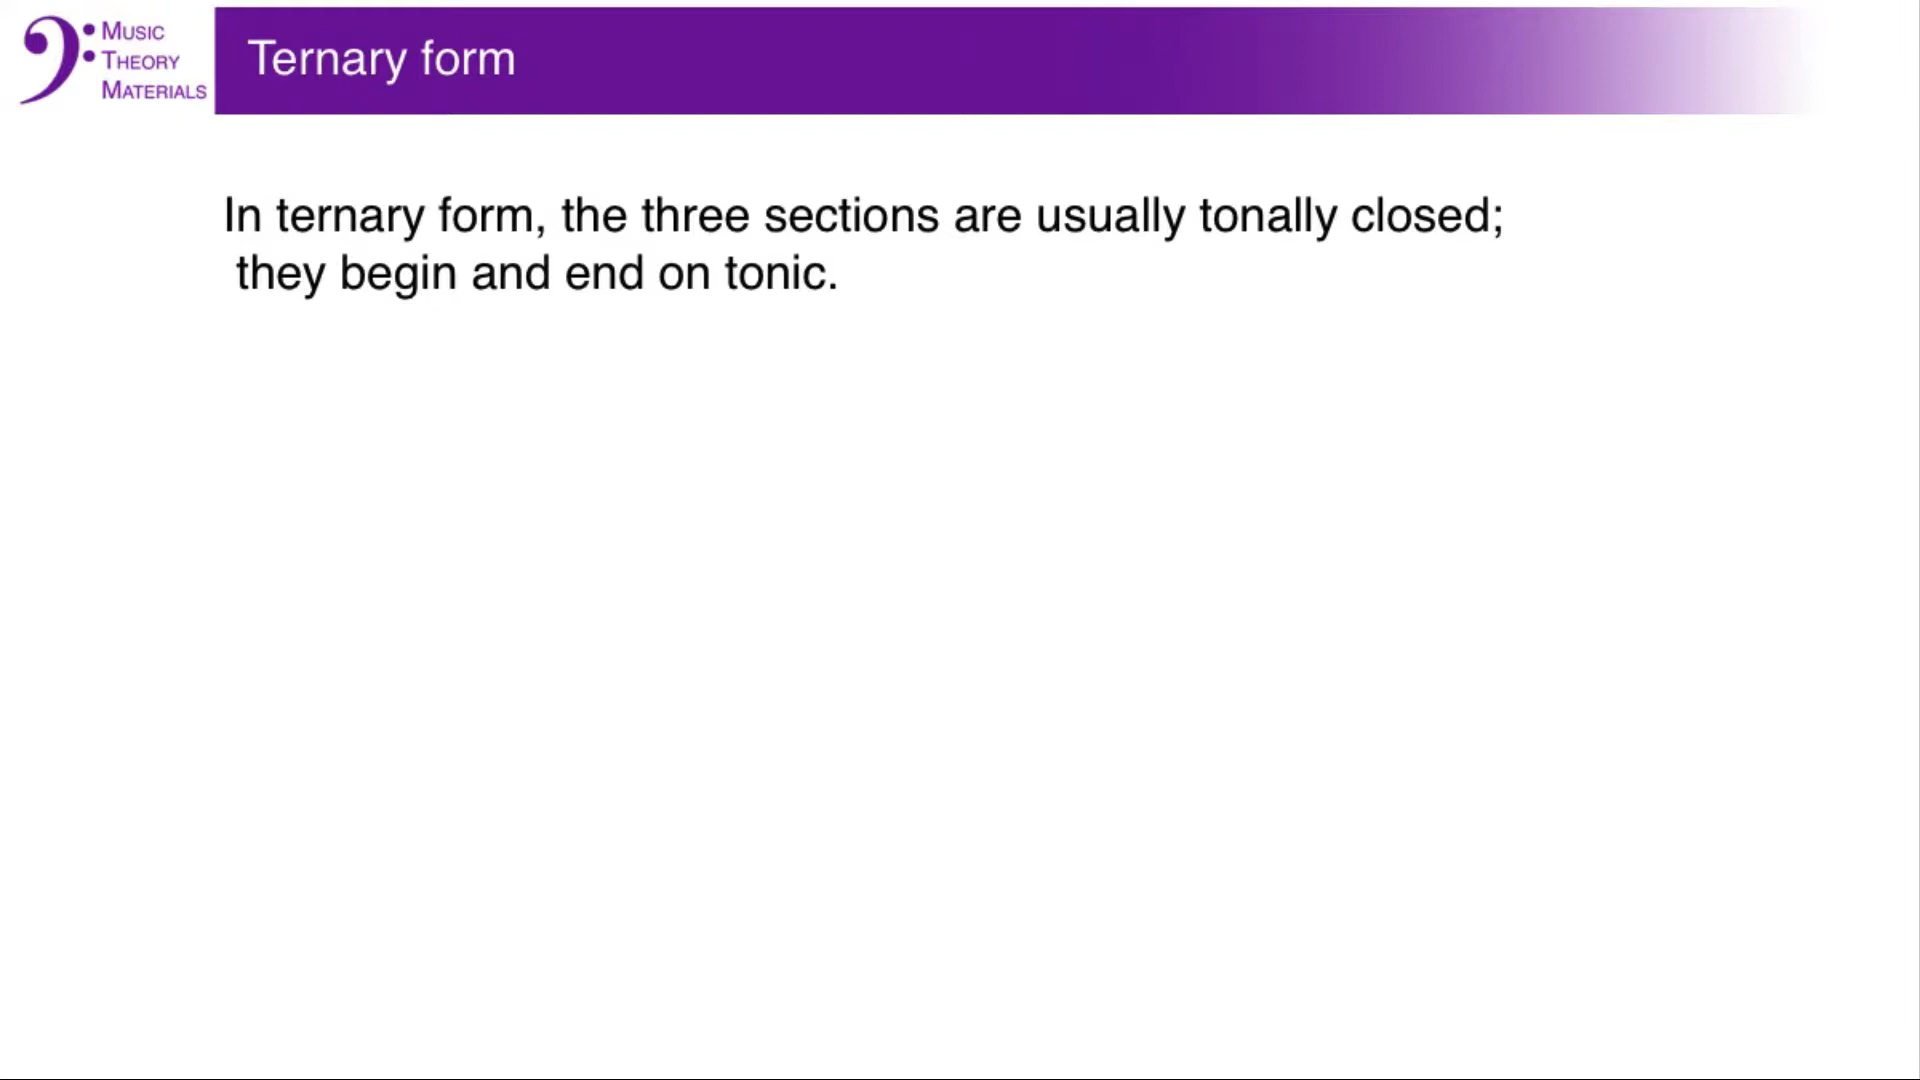 Music
Theory
Materials
Ternary form
In ternary form, the three sections are usually tonally closed;
they begin and end on tonic.